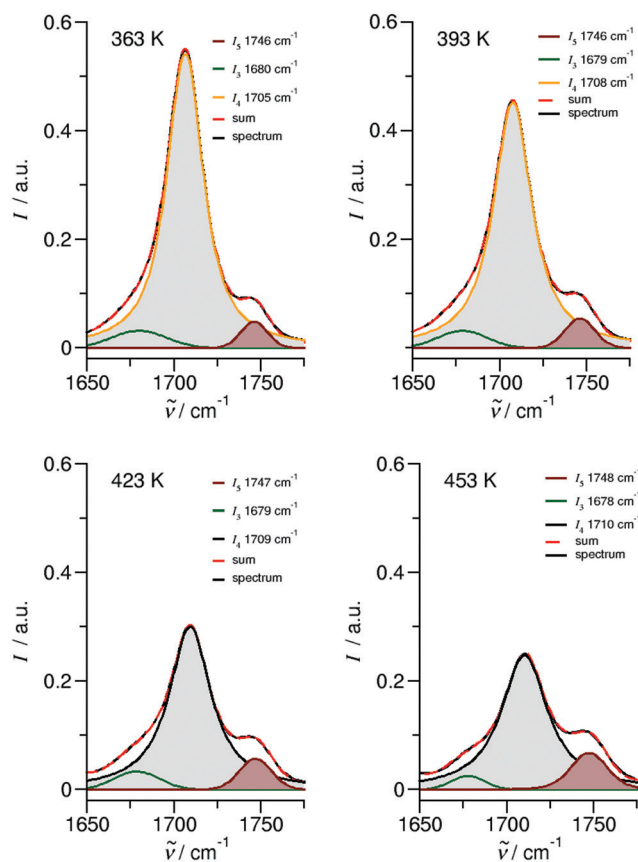 363 K
I₅ 1746 cm⁻¹
I₃ 1680 cm⁻¹
I₄ 1705 cm⁻¹
sum
spectrum
0.6
0.4
0.2
0
I / a.u.
1650 1700 1750
ṽ / cm⁻¹
393 K
I₅ 1746 cm⁻¹
I₃ 1679 cm⁻¹
I₄ 1708 cm⁻¹
sum
spectrum
0.6
0.4
0.2
0
I / a.u.
1650 1700 1750
ṽ / cm⁻¹
423 K
I₅ 1747 cm⁻¹
I₃ 1679 cm⁻¹
I₄ 1709 cm⁻¹
sum
spectrum
0.6
0.4
0.2
0
I / a.u.
1650 1700 1750
ṽ / cm⁻¹
453 K
I₅ 1748 cm⁻¹
I₃ 1678 cm⁻¹
I₄ 1710 cm⁻¹
sum
spectrum
0.6
0.4
0.2
0
I / a.u.
1650 1700 1750
ṽ / cm⁻¹